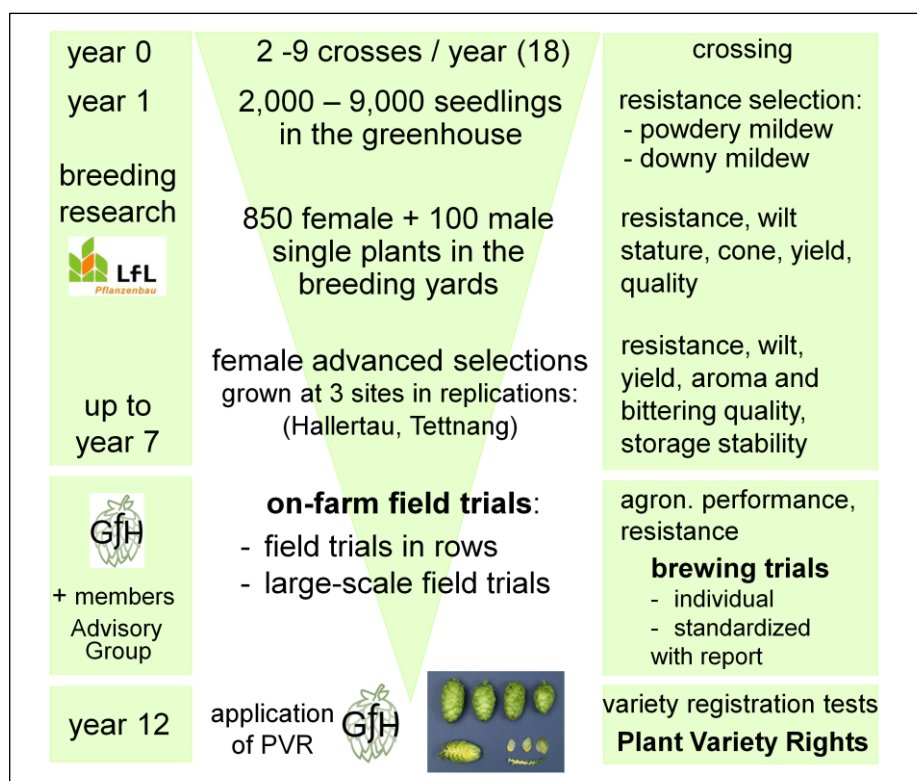 year 0
2 -9 crosses / year (18)
crossing
year 1
2,000 – 9,000 seedlings
in the greenhouse
resistance selection:
- powdery mildew
- downy mildew
breeding
research
LfL
Pflanzenbau
850 female + 100 male
single plants in the
breeding yards
resistance, wilt
stature, cone, yield,
quality
up to
year 7
female advanced selections
grown at 3 sites in replications:
(Hallertau, Tettnang)
resistance, wilt,
yield, aroma and
bittering quality,
storage stability
GfH
+ members
Advisory
Group
on-farm field trials:
- field trials in rows
- large-scale field trials
agron. performance,
resistance
brewing trials
- individual
- standardized
with report
year 12
application
of PVR
GfH
variety registration tests
Plant Variety Rights